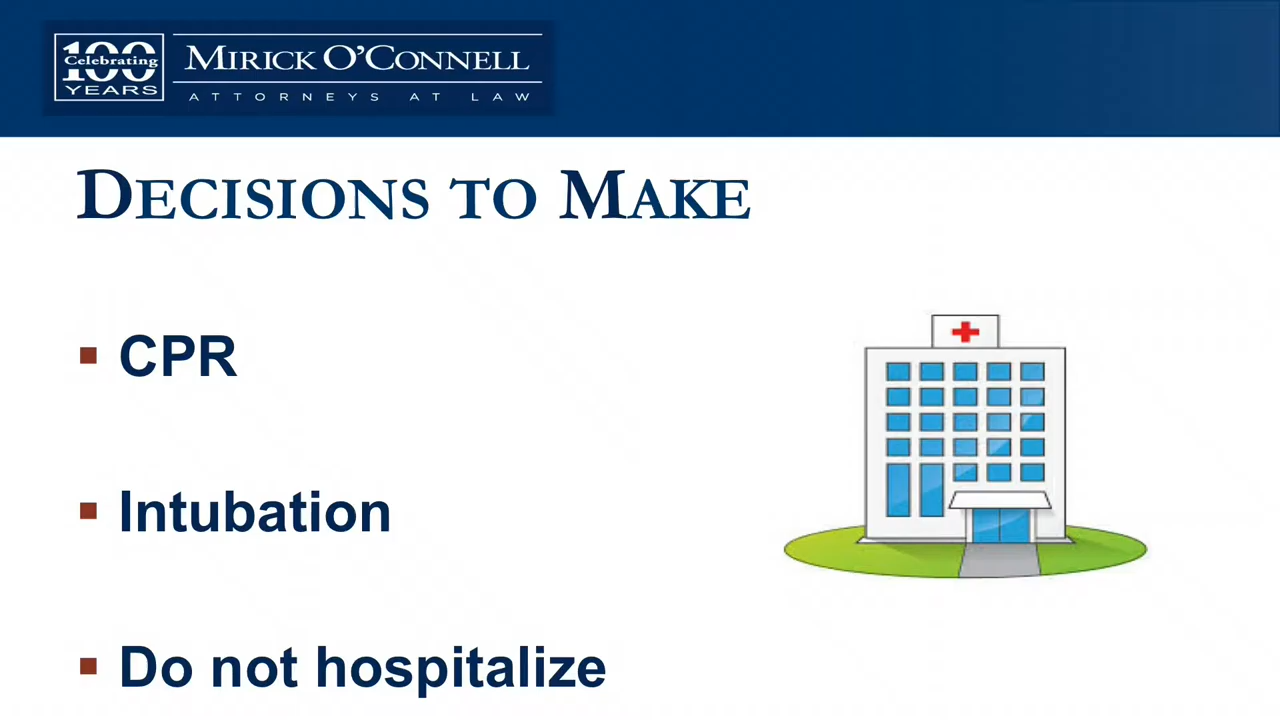 Celebrating
100
YEARS
MIRICK O'CONNELL
ATTORNEYS AT LAW
DECISIONS TO MAKE
CPR
Intubation
Do not hospitalize